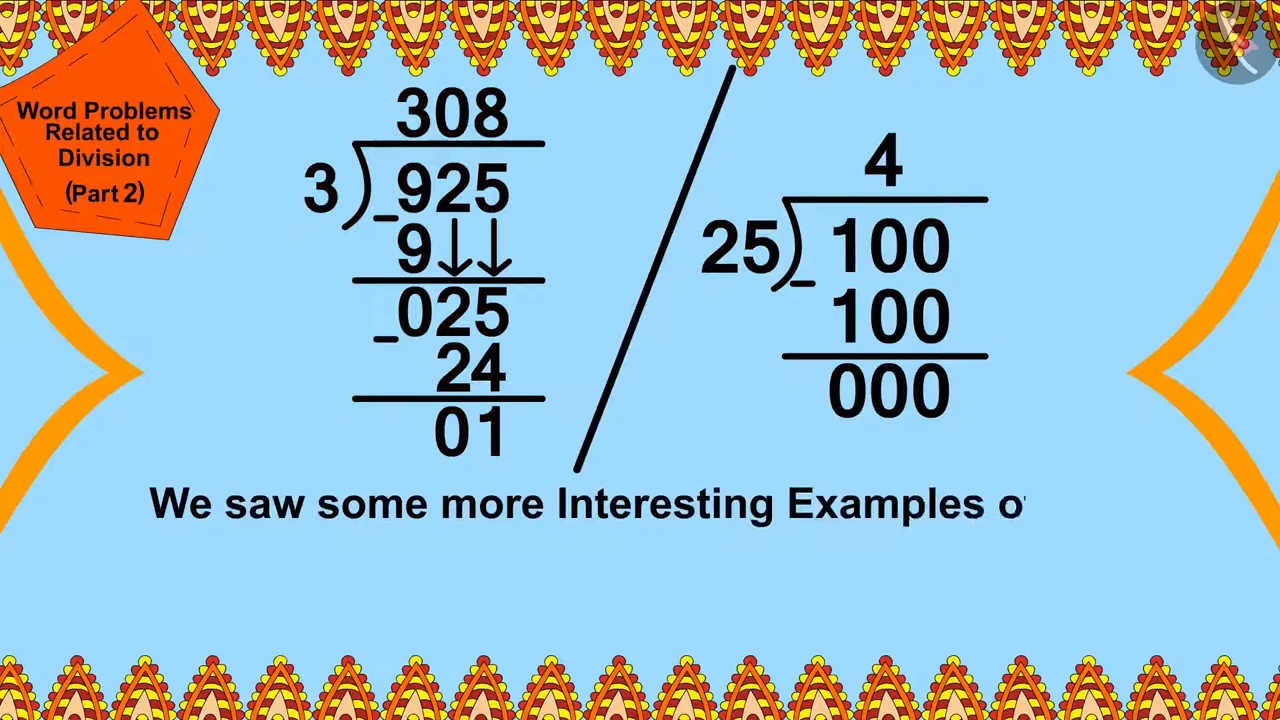 Word Problems
Related to
Division
(Part 2)
308
3)925
_
9↓↓
025
_
24
01
4
25)100
_
100
000
We saw some more Interesting Examples o